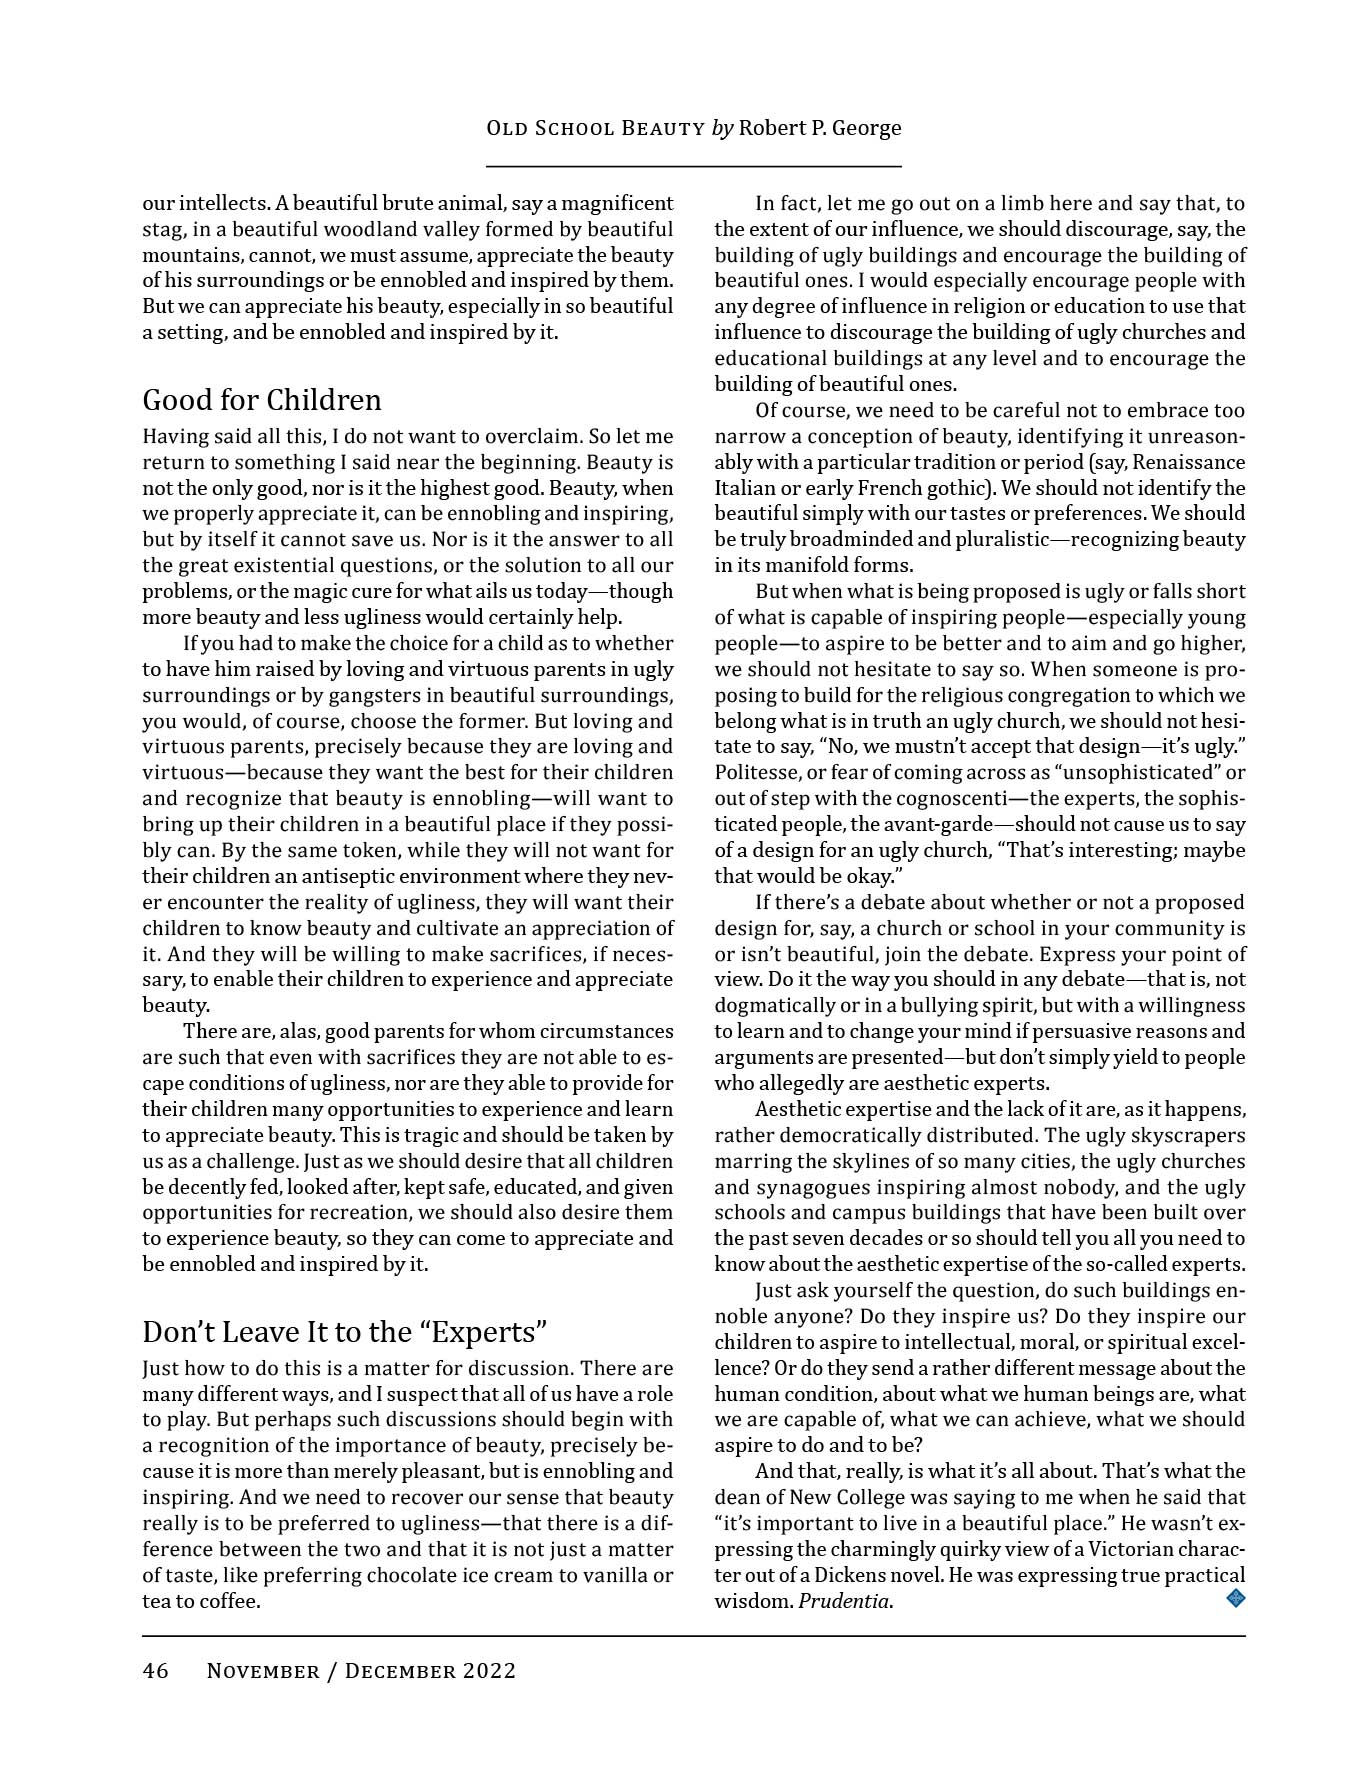 OLD SCHOOL BEAUTY by Robert P. George
our intellects. A beautiful brute animal, say a magnificent
stag, in a beautiful woodland valley formed by beautiful
mountains, cannot, we must assume, appreciate the beauty
of his surroundings or be ennobled and inspired by them.
But we can appreciate his beauty, especially in so beautiful
a setting, and be ennobled and inspired by it.
Good for Children
Having said all this, I do not want to overclaim. So let me
return to something I said near the beginning. Beauty is
not the only good, nor is it the highest good. Beauty, when
we properly appreciate it, can be ennobling and inspiring,
but by itself it cannot save us. Nor is it the answer to all
the great existential questions, or the solution to all our
problems, or the magic cure for what ails us today—though
more beauty and less ugliness would certainly help.
If you had to make the choice for a child as to whether
to have him raised by loving and virtuous parents in ugly
surroundings or by gangsters in beautiful surroundings,
you would, of course, choose the former. But loving and
virtuous parents, precisely because they are loving and
virtuous—because they want the best for their children
and recognize that beauty is ennobling—will want to
bring up their children in a beautiful place if they possi-
bly can. By the same token, while they will not want for
their children an antiseptic environment where they nev-
er encounter the reality of ugliness, they will want their
children to know beauty and cultivate an appreciation of
it. And they will be willing to make sacrifices, if neces-
sary, to enable their children to experience and appreciate
beauty.
There are, alas, good parents for whom circumstances
are such that even with sacrifices they are not able to es-
cape conditions of ugliness, nor are they able to provide for
their children many opportunities to experience and learn
to appreciate beauty. This is tragic and should be taken by
us as a challenge. Just as we should desire that all children
be decently fed, looked after, kept safe, educated, and given
opportunities for recreation, we should also desire them
to experience beauty, so they can come to appreciate and
be ennobled and inspired by it.
Don’t Leave It to the “Experts”
Just how to do this is a matter for discussion. There are
many different ways, and I suspect that all of us have a role
to play. But perhaps such discussions should begin with
a recognition of the importance of beauty, precisely be-
cause it is more than merely pleasant, but is ennobling and
inspiring. And we need to recover our sense that beauty
really is to be preferred to ugliness—that there is a dif-
ference between the two and that it is not just a matter
of taste, like preferring chocolate ice cream to vanilla or
tea to coffee.
In fact, let me go out on a limb here and say that, to
the extent of our influence, we should discourage, say, the
building of ugly buildings and encourage the building of
beautiful ones. I would especially encourage people with
any degree of influence in religion or education to use that
influence to discourage the building of ugly churches and
educational buildings at any level and to encourage the
building of beautiful ones.
Of course, we need to be careful not to embrace too
narrow a conception of beauty, identifying it unreason-
ably with a particular tradition or period (say, Renaissance
Italian or early French gothic). We should not identify the
beautiful simply with our tastes or preferences. We should
be truly broadminded and pluralistic—recognizing beauty
in its manifold forms.
But when what is being proposed is ugly or falls short
of what is capable of inspiring people—especially young
people—to aspire to be better and to aim and go higher,
we should not hesitate to say so. When someone is pro-
posing to build for the religious congregation to which we
belong what is in truth an ugly church, we should not hesi-
tate to say, “No, we mustn’t accept that design—it’s ugly.”
Politesse, or fear of coming across as “unsophisticated” or
out of step with the cognoscenti—the experts, the sophis-
ticated people, the avant-garde—should not cause us to say
of a design for an ugly church, “That’s interesting; maybe
that would be okay.”
If there’s a debate about whether or not a proposed
design for, say, a church or school in your community is
or isn’t beautiful, join the debate. Express your point of
view. Do it the way you should in any debate—that is, not
dogmatically or in a bullying spirit, but with a willingness
to learn and to change your mind if persuasive reasons and
arguments are presented—but don’t simply yield to people
who allegedly are aesthetic experts.
Aesthetic expertise and the lack of it are, as it happens,
rather democratically distributed. The ugly skyscrapers
marring the skylines of so many cities, the ugly churches
and synagogues inspiring almost nobody, and the ugly
schools and campus buildings that have been built over
the past seven decades or so should tell you all you need to
know about the aesthetic expertise of the so-called experts.
Just ask yourself the question, do such buildings en-
noble anyone? Do they inspire us? Do they inspire our
children to aspire to intellectual, moral, or spiritual excel-
lence? Or do they send a rather different message about the
human condition, about what we human beings are, what
we are capable of, what we can achieve, what we should
aspire to do and to be?
And that, really, is what it’s all about. That’s what the
dean of New College was saying to me when he said that
“it’s important to live in a beautiful place.” He wasn’t ex-
pressing the charmingly quirky view of a Victorian charac-
ter out of a Dickens novel. He was expressing true practical
wisdom. Prudentia.
46 NOVEMBER / DECEMBER 2022